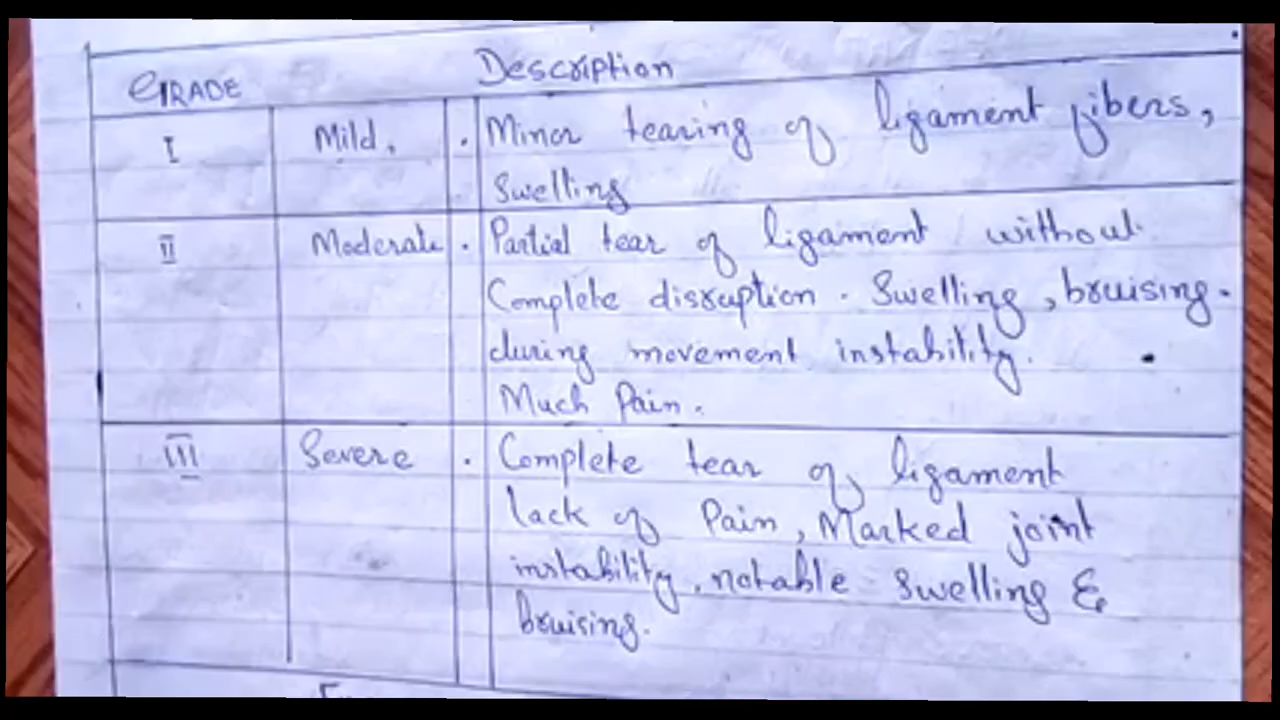 GRADE Description
I Mild. . Minor tearing of ligament fibers,
Swelling
II Moderate . Partial tear of ligament without
Complete disruption. Swelling, bruising.
during movement instability.
Much Pain.
III Severe . Complete tear of ligament
lack of Pain, Marked joint
instability, notable swelling &
bruising.